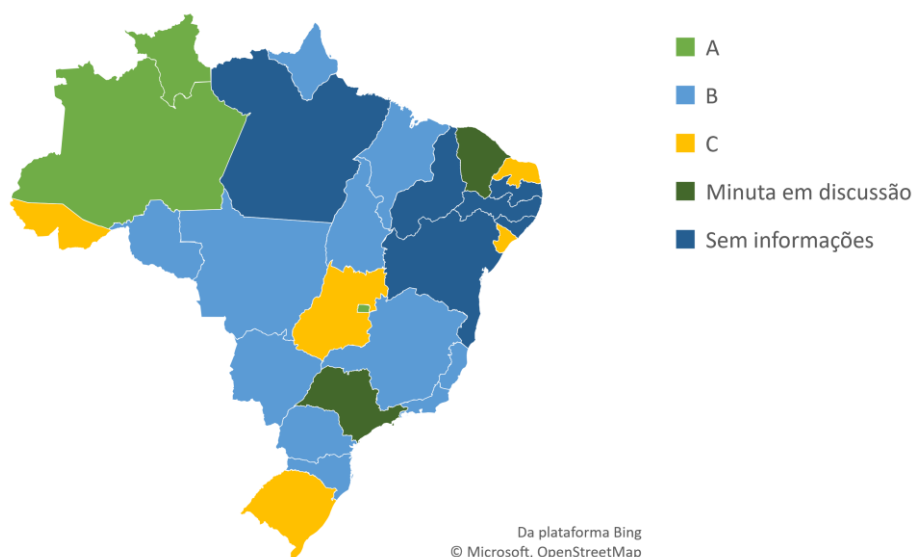 A
B
C
Minuta em discussão
Sem informações
Da plataforma Bing
© Microsoft, OpenStreetMap